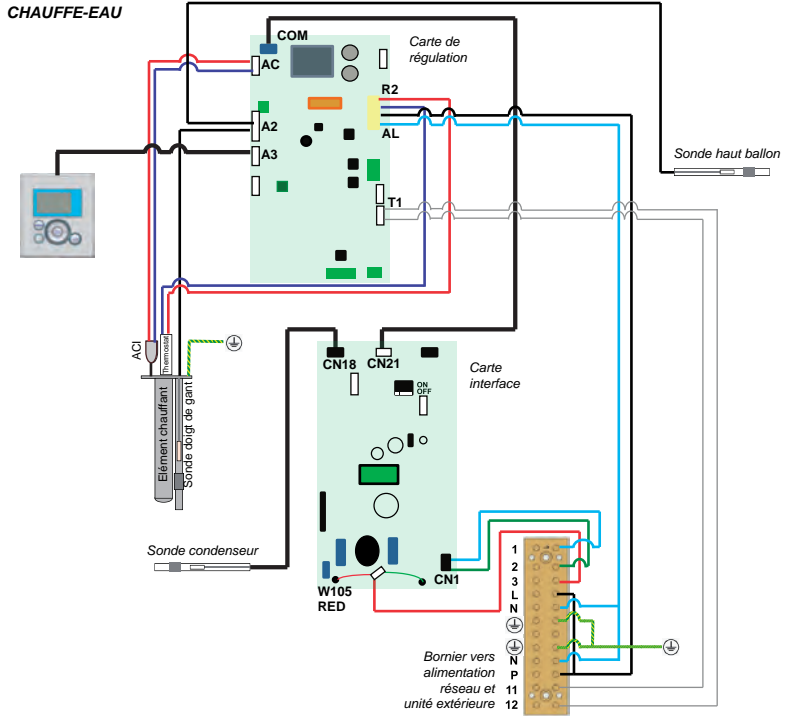 CHAUFFE-EAU
COM
Carte de
régulation
AC
R2
A2
AL
A3
Sonde haut ballon
T1
ACI
Thermostat
Elément chauffant
Sonde doigt de gant
CN18
CN21
Carte
interface
ON
OFF
Sonde condenseur
W105
RED
CN1
1
2
3
L
N
N
P
11
12
Bornier vers
alimentation
réseau et
unité extérieure